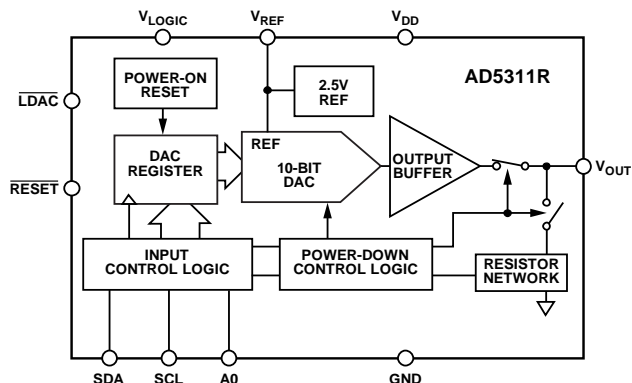 VLOGIC VREF VDD
AD5311R
POWER-ON
RESET
2.5V
REF
LDAC
REF
DAC
REGISTER
10-BIT
DAC
OUTPUT
BUFFER
VOUT
RESET
INPUT
CONTROL LOGIC
POWER-DOWN
CONTROL LOGIC
RESISTOR
NETWORK
SDA SCL A0 GND